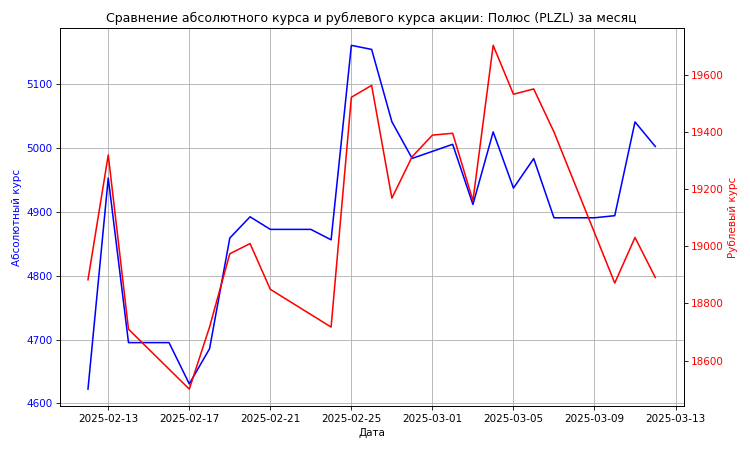 Сравнение абсолютного курса и рублевого курса акции: Полюс (PLZL) за месяц
5100
5000
4900
4800
4700
4600
Абсолютный курс
19600
19400
19200
19000
18800
18600
Рублевый курс
2025-02-13 2025-02-17 2025-02-21 2025-02-25 2025-03-01 2025-03-05 2025-03-09 2025-03-13
Дата